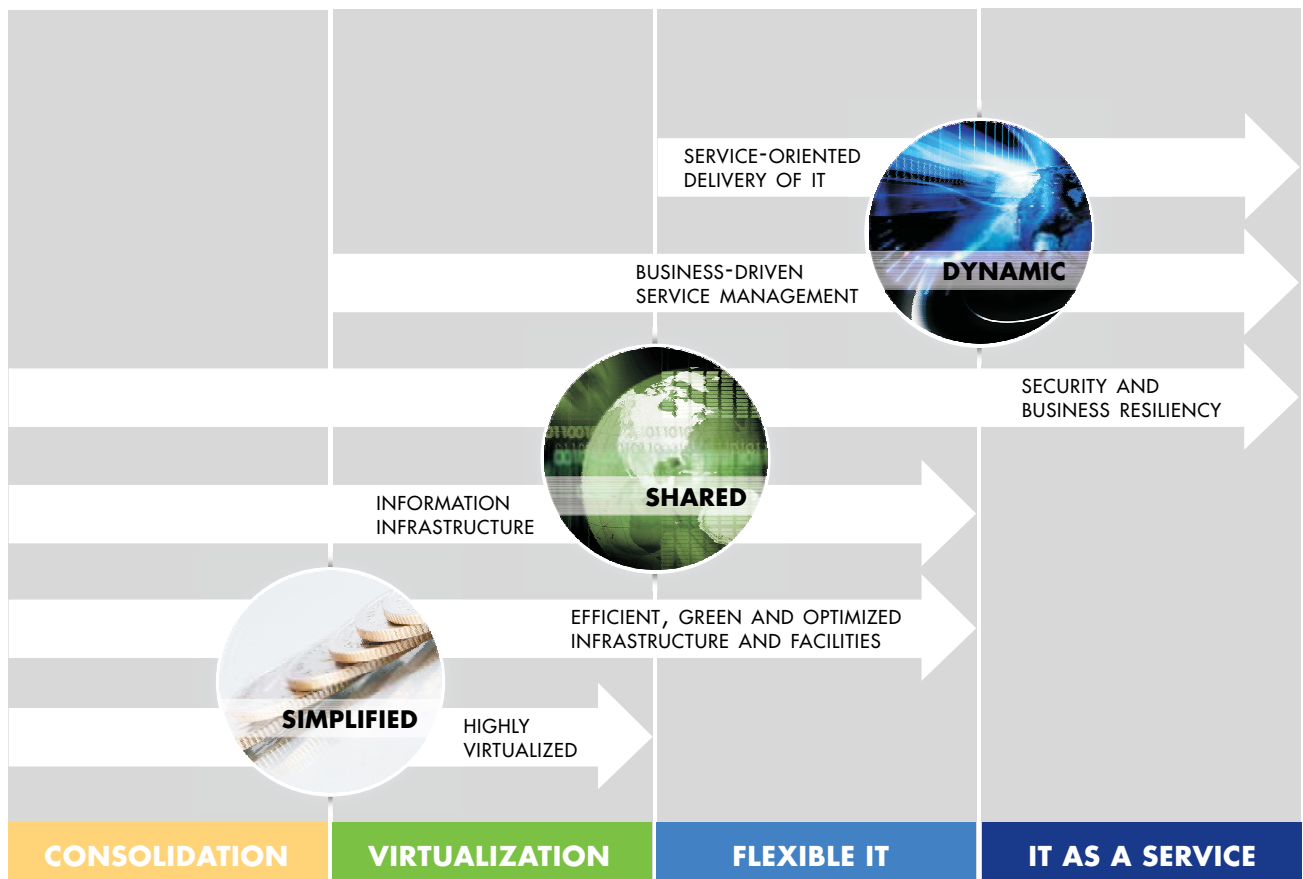 SERVICE-ORIENTED
DELIVERY OF IT
DYNAMIC
BUSINESS-DRIVEN
SERVICE MANAGEMENT
SECURITY AND
BUSINESS RESILIENCY
SHARED
INFORMATION
INFRASTRUCTURE
EFFICIENT, GREEN AND OPTIMIZED
INFRASTRUCTURE AND FACILITIES
SIMPLIFIED
HIGHLY
VIRTUALIZED
CONSOLIDATION
VIRTUALIZATION
FLEXIBLE IT
IT AS A SERVICE